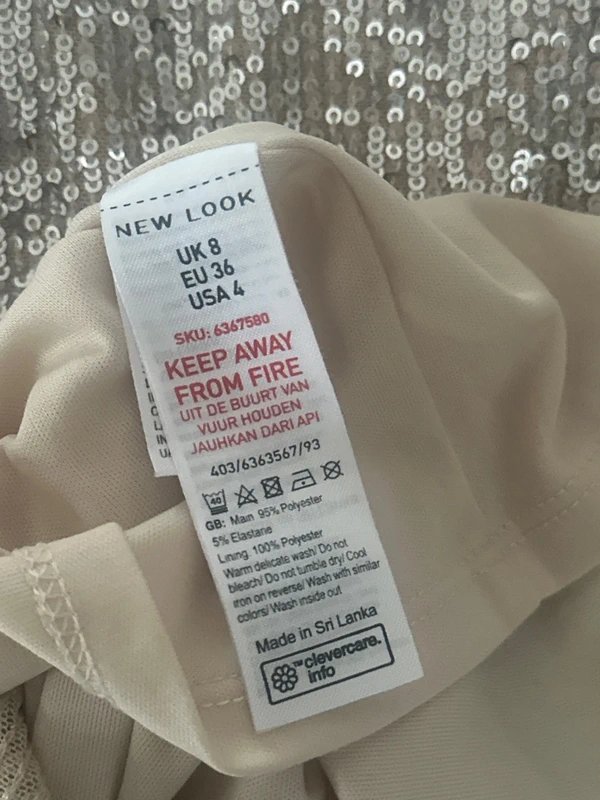 NEW LOOK
UK 8
EU 36
USA 4
SKU: 6367580
KEEP AWAY
FROM FIRE
UIT DE BUURT VAN
VUUR HOUDEN
JAUHKAN DARI API
403/6363567/93
40
GB: Main 95% Polyester
5% Elastane
Lining 100% Polyester
Warm delicate wash/ Do not
bleach/ Do not tumble dry/ Cool
iron on reverse/ Wash with similar
colors/ Wash inside out
Made in Sri Lanka
™clevercare.
info